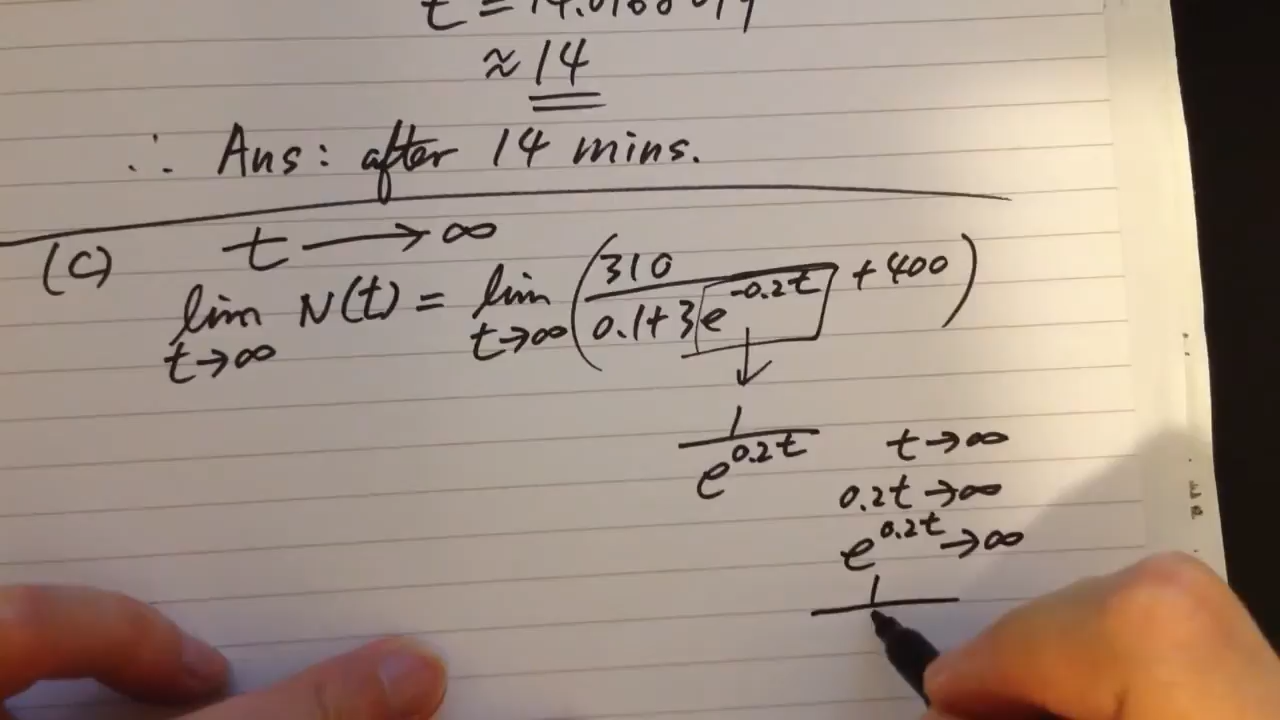 ≈ 14
∴ Ans: after 14 mins.
(C) t → ∞
lim t→∞ N(t) = lim t→∞ (310 / 0.1+3e^-0.2t + 400)
↓
1 / e^0.2t
t → ∞
0.2t → ∞
e^0.2t → ∞
1